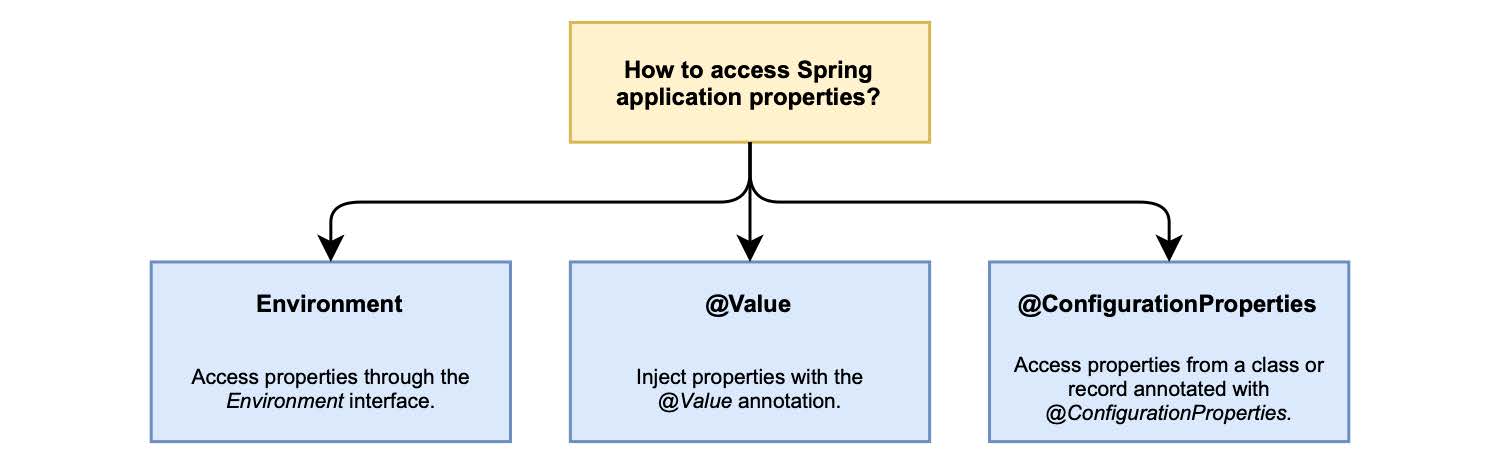 How to access Spring
application properties?
Environment
Access properties through the
Environment interface.
@Value
Inject properties with the
@Value annotation.
@ConfigurationProperties
Access properties from a class or
record annotated with
@ConfigurationProperties.